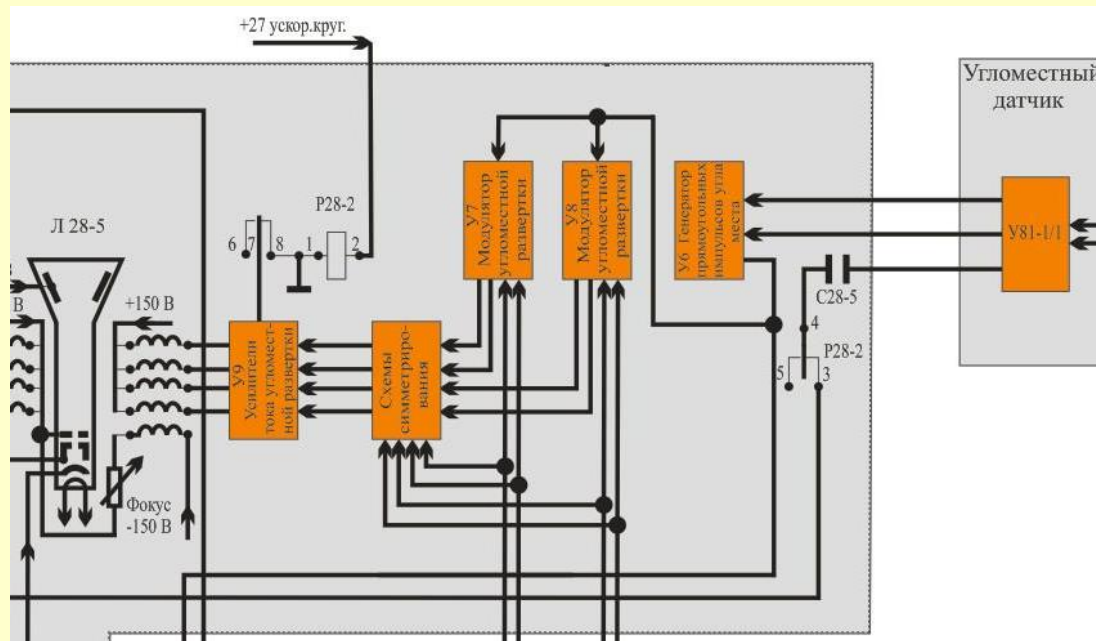 +27 ускор.круг.
Угломестный
датчик
Л 28-5
Р28-2
6 7 8 1 2
У7
Модулятор
угломестной
развертки
У8
Модулятор
угломестной
развертки
У6 Генератор
прямоугольных
импульсов угла
места
У81-1/1
С28-5
4
Р28-2
5 3
В
+150 В
У9
Усилители
тока угломест-
ной развертки
Схемы
симметриро-
вания
Фокус
-150 В